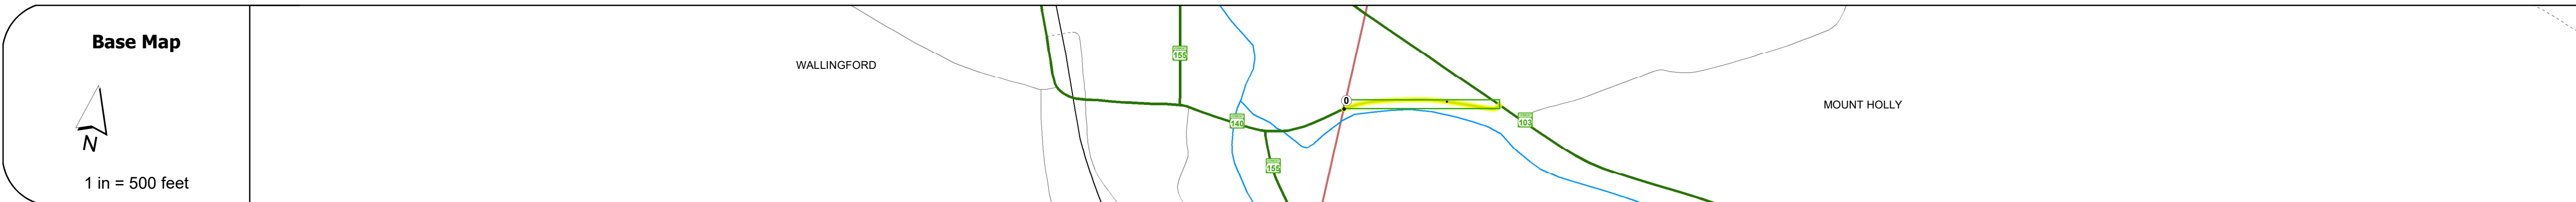 Base Map
N
1 in = 500 feet
WALLINGFORD
155
140
155
0
103
MOUNT HOLLY